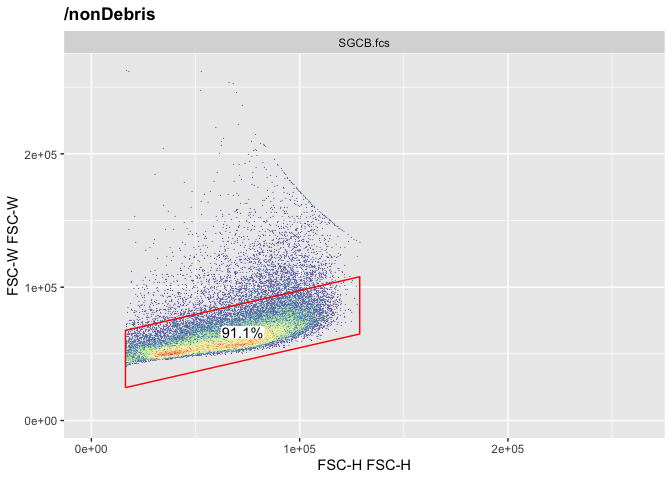 /nonDebris
SGCB.fcs
2e+05
1e+05
0e+00
FSC-W FSC-W
91.1%
0e+00 1e+05 2e+05
FSC-H FSC-H